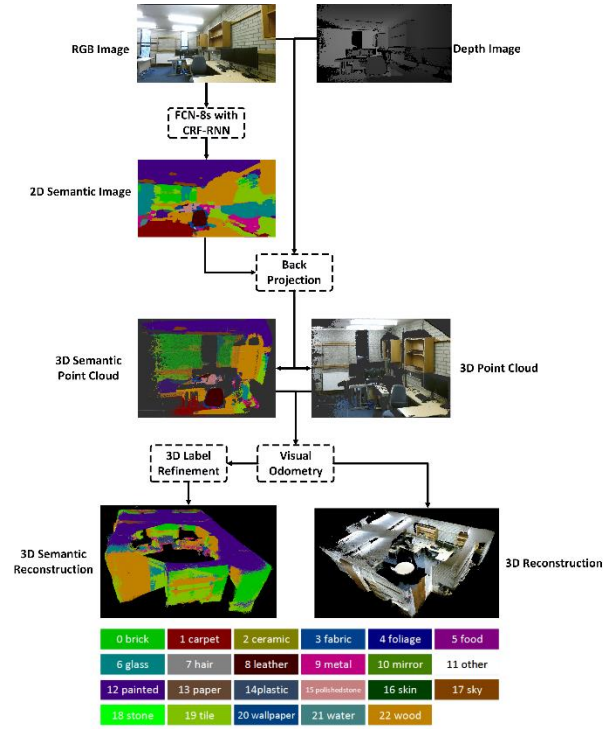 RGB Image
Depth Image
FCN-8s with
CRF-RNN
2D Semantic Image
Back
Projection
3D Semantic
Point Cloud
3D Point Cloud
3D Label
Refinement
Visual
Odometry
3D Semantic
Reconstruction
3D Reconstruction
0 brick 1 carpet 2 ceramic 3 fabric 4 foliage 5 food
6 glass 7 hair 8 leather 9 metal 10 mirror 11 other
12 painted 13 paper 14plastic 15 polishedstone 16 skin 17 sky
18 stone 19 tile 20 wallpaper 21 water 22 wood